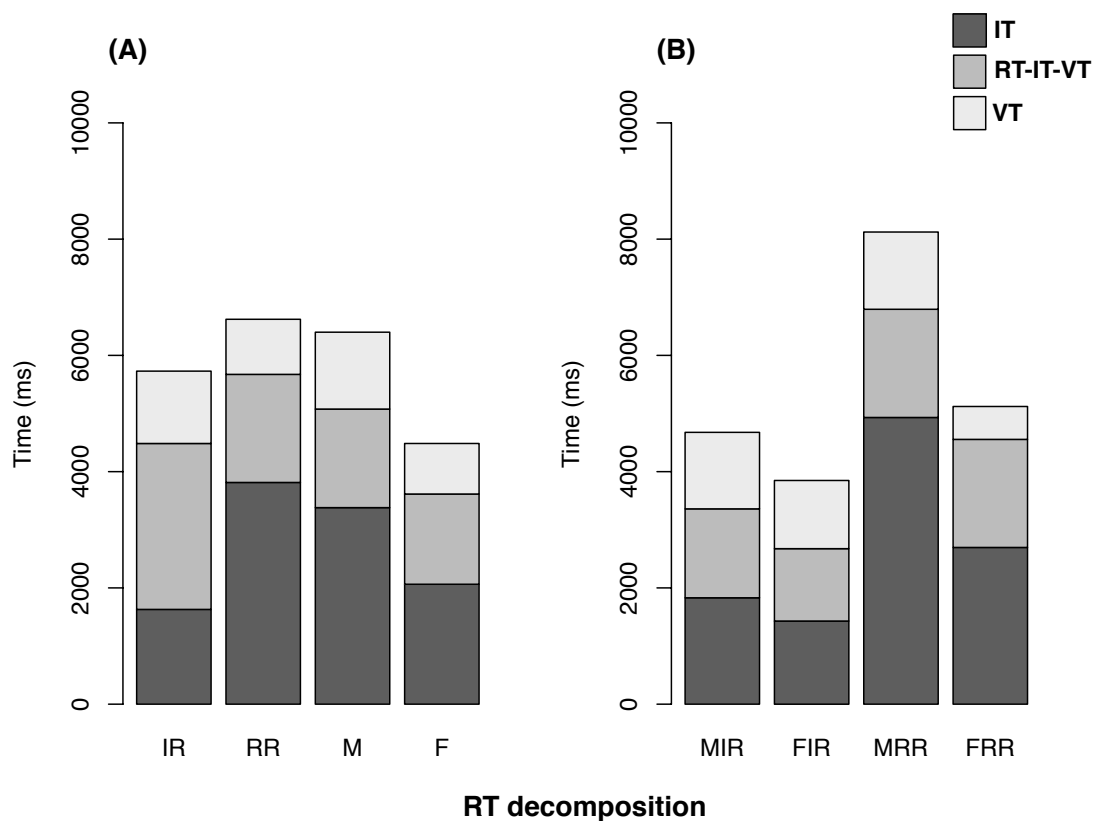 (A)
Time (ms)
10000
8000
6000
4000
2000
0
IR RR M F
(B)
IT
RT-IT-VT
VT
Time (ms)
10000
8000
6000
4000
2000
0
MIR FIR MRR FRR
RT decomposition